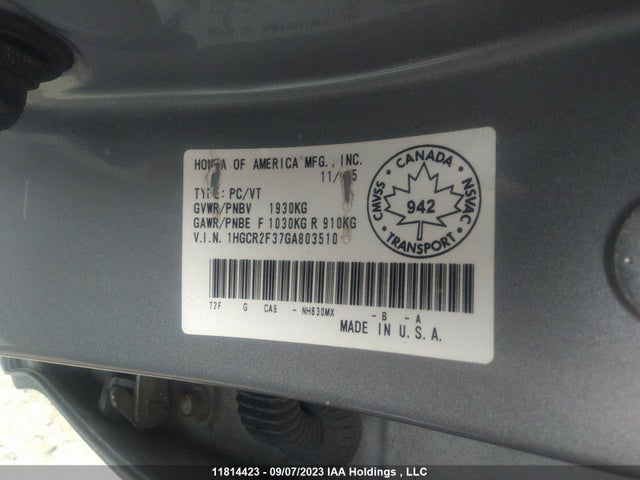 HONDA OF AMERICA MFG., INC.
TYPE: PC/VT
GVWR/PNBV 1930KG
GAWR/PNBE F 1030KG R 910KG
V.I.N. 1HGCR2F37GA803510
CANADA
CMVSS
942
NSVAC
TRANSPORT
T2F G CA6 - NH830MX - B - A
MADE IN U.S.A.
11814423 - 09/07/2023 IAA Holdings , LLC